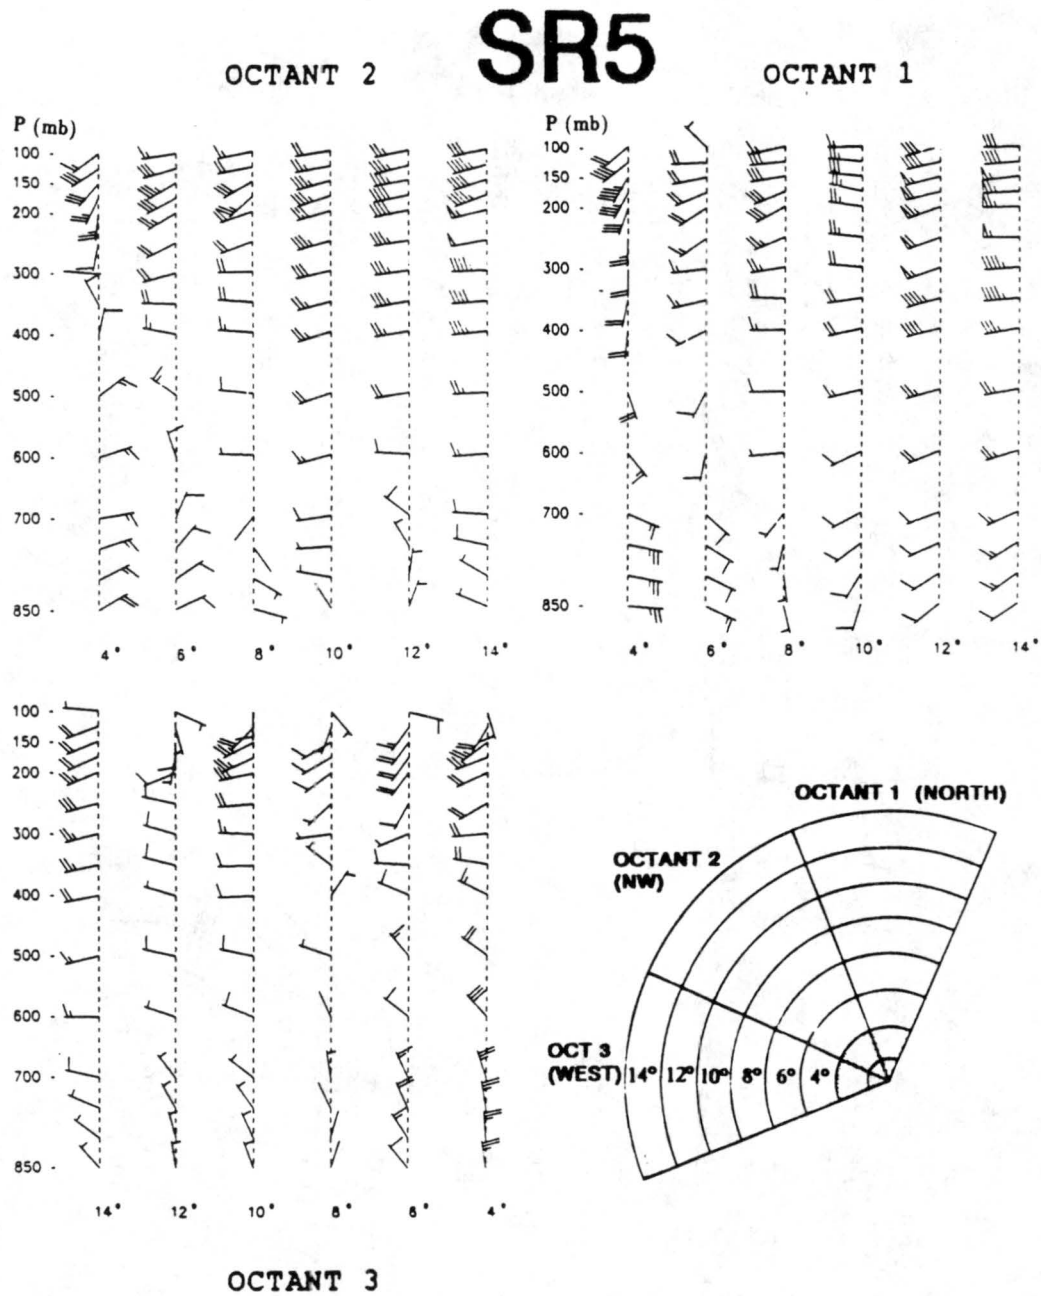 SR5
OCTANT 2
OCTANT 1
P (mb)
100
150
200
300
400
500
600
700
850
4° 6° 8° 10° 12° 14°
P (mb)
100
150
200
300
400
500
600
700
850
4° 6° 8° 10° 12° 14°
100
150
200
300
400
500
600
700
850
14° 12° 10° 8° 6° 4°
OCTANT 3
OCTANT 1 (NORTH)
OCTANT 2
(NW)
OCT 3
(WEST) 14° 12° 10° 8° 6° 4°